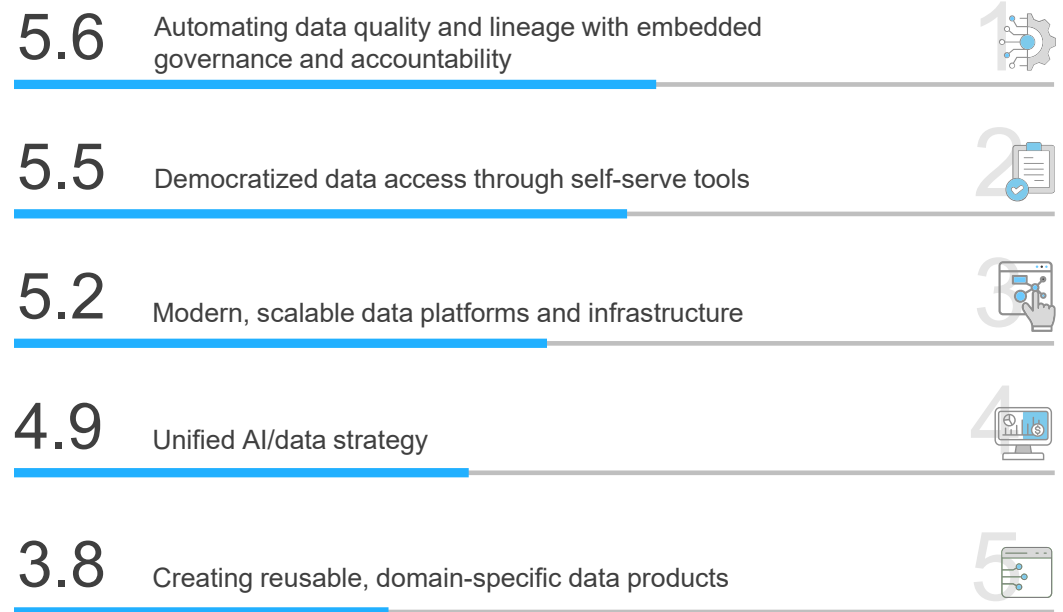 5.6
Automating data quality and lineage with embedded
governance and accountability
1
5.5
Democratized data access through self-serve tools
2
5.2
Modern, scalable data platforms and infrastructure
3
4.9
Unified AI/data strategy
4
3.8
Creating reusable, domain-specific data products
5